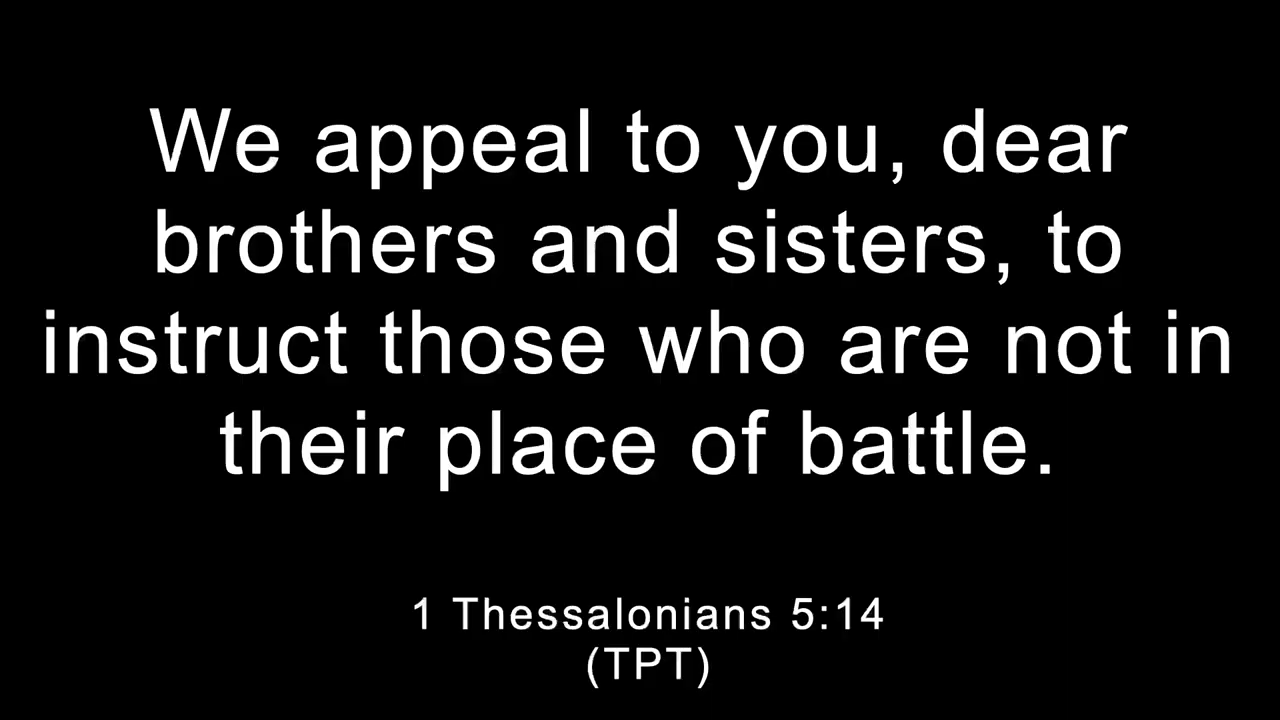 We appeal to you, dear
brothers and sisters, to
instruct those who are not in
their place of battle.
1 Thessalonians 5:14
(TPT)